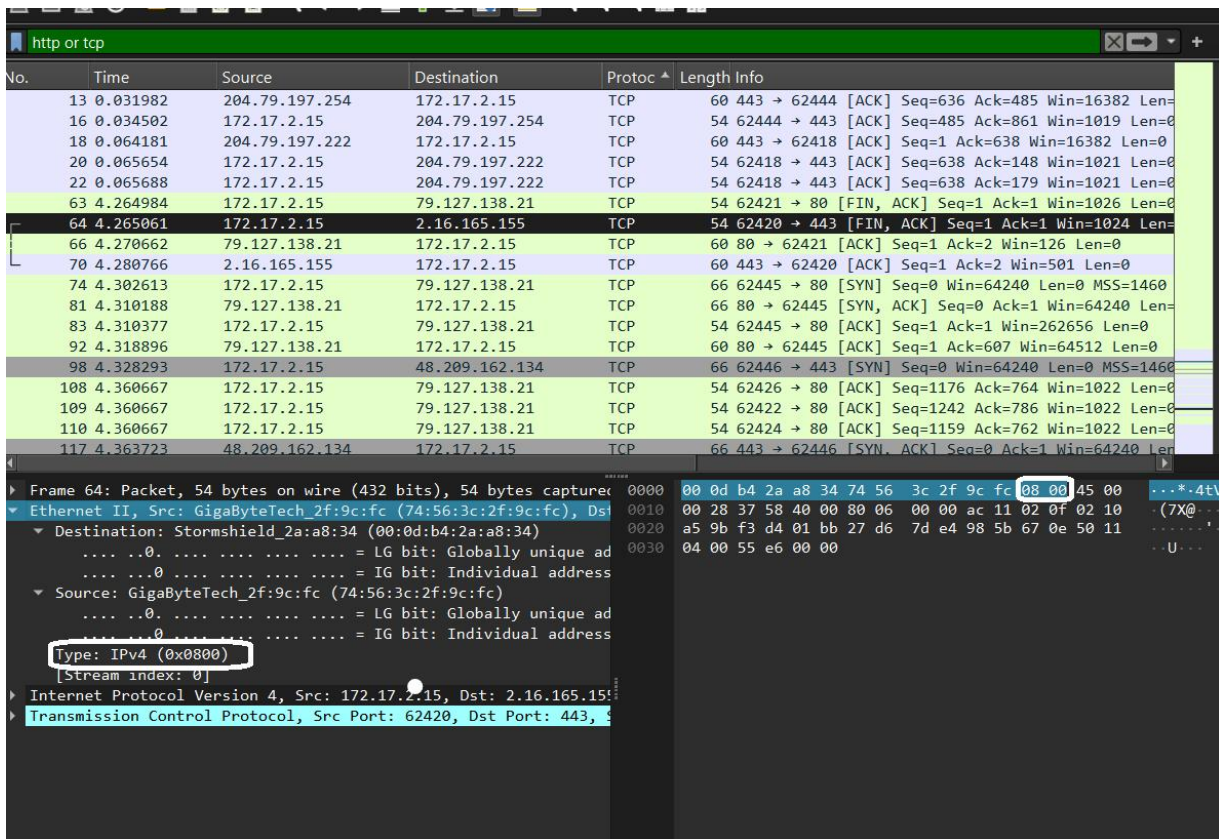 http or tcp
No. Time Source Destination Protoc Length Info
13 0.031982 204.79.197.254 172.17.2.15 TCP 60 443 → 62444 [ACK] Seq=636 Ack=485 Win=16382 Len=
16 0.034502 172.17.2.15 204.79.197.254 TCP 54 62444 → 443 [ACK] Seq=485 Ack=861 Win=1019 Len=0
18 0.064181 204.79.197.222 172.17.2.15 TCP 60 443 → 62418 [ACK] Seq=1 Ack=638 Win=16382 Len=0
20 0.065654 172.17.2.15 204.79.197.222 TCP 54 62418 → 443 [ACK] Seq=638 Ack=148 Win=1021 Len=0
22 0.065688 172.17.2.15 204.79.197.222 TCP 54 62418 → 443 [ACK] Seq=638 Ack=179 Win=1021 Len=0
63 4.264984 172.17.2.15 79.127.138.21 TCP 54 62421 → 80 [FIN, ACK] Seq=1 Ack=1 Win=1026 Len=0
64 4.265061 172.17.2.15 2.16.165.155 TCP 54 62420 → 443 [FIN, ACK] Seq=1 Ack=1 Win=1024 Len=
66 4.270662 79.127.138.21 172.17.2.15 TCP 60 80 → 62421 [ACK] Seq=1 Ack=2 Win=126 Len=0
70 4.280766 2.16.165.155 172.17.2.15 TCP 60 443 → 62420 [ACK] Seq=1 Ack=2 Win=501 Len=0
74 4.302613 172.17.2.15 79.127.138.21 TCP 66 62445 → 80 [SYN] Seq=0 Win=64240 Len=0 MSS=1460
81 4.310188 79.127.138.21 172.17.2.15 TCP 66 80 → 62445 [SYN, ACK] Seq=0 Ack=1 Win=64240 Len=
83 4.310377 172.17.2.15 79.127.138.21 TCP 54 62445 → 80 [ACK] Seq=1 Ack=1 Win=262656 Len=0
92 4.318896 79.127.138.21 172.17.2.15 TCP 60 80 → 62445 [ACK] Seq=1 Ack=607 Win=64512 Len=0
98 4.328293 172.17.2.15 48.209.162.134 TCP 66 62446 → 443 [SYN] Seq=0 Win=64240 Len=0 MSS=1460
108 4.360667 172.17.2.15 79.127.138.21 TCP 54 62426 → 80 [ACK] Seq=1176 Ack=764 Win=1022 Len=0
109 4.360667 172.17.2.15 79.127.138.21 TCP 54 62422 → 80 [ACK] Seq=1242 Ack=786 Win=1022 Len=0
110 4.360667 172.17.2.15 79.127.138.21 TCP 54 62424 → 80 [ACK] Seq=1159 Ack=762 Win=1022 Len=0
117 4.363723 48.209.162.134 172.17.2.15 TCP 66 443 → 62446 [SYN, ACK] Seq=0 Ack=1 Win=64240 Len
Frame 64: Packet, 54 bytes on wire (432 bits), 54 bytes captured
Ethernet II, Src: GigaByteTech_2f:9c:fc (74:56:3c:2f:9c:fc), Dst
Destination: Stormshield_2a:a8:34 (00:0d:b4:2a:a8:34)
.... ..0. .... .... .... .... = LG bit: Globally unique ad
.... ...0 .... .... .... .... = IG bit: Individual address
Source: GigaByteTech_2f:9c:fc (74:56:3c:2f:9c:fc)
.... ..0. .... .... .... .... = LG bit: Globally unique ad
.... ...0 .... .... .... .... = IG bit: Individual address
Type: IPv4 (0x0800)
[Stream index: 0]
Internet Protocol Version 4, Src: 172.17.2.15, Dst: 2.16.165.155
Transmission Control Protocol, Src Port: 62420, Dst Port: 443, S
0000 00 0d b4 2a a8 34 74 56 3c 2f 9c fc 08 00 45 00 ···*·4tV
0010 00 28 37 58 40 00 80 06 00 00 ac 11 02 0f 02 10 ·(7X@···
0020 a5 9b f3 d4 01 bb 27 d6 7d e4 98 5b 67 0e 50 11 ······'·
0030 04 00 55 e6 00 00 ··U···